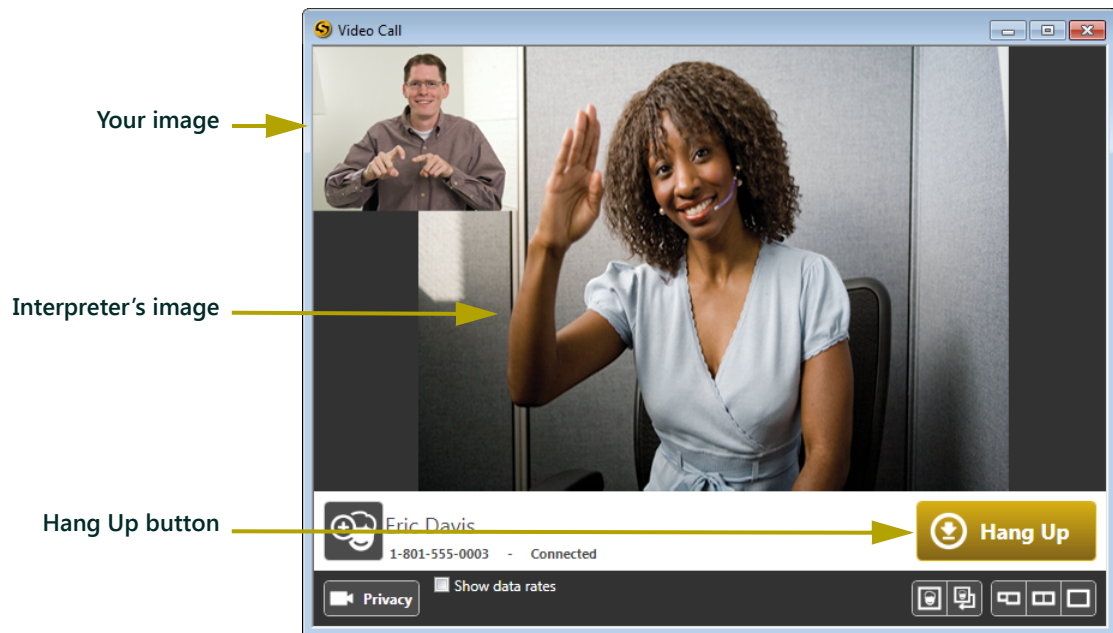 Video Call
Your image
Interpreter's image
Hang Up button
Eric Davis
1-801-555-0003 - Connected
Hang Up
Privacy
Show data rates